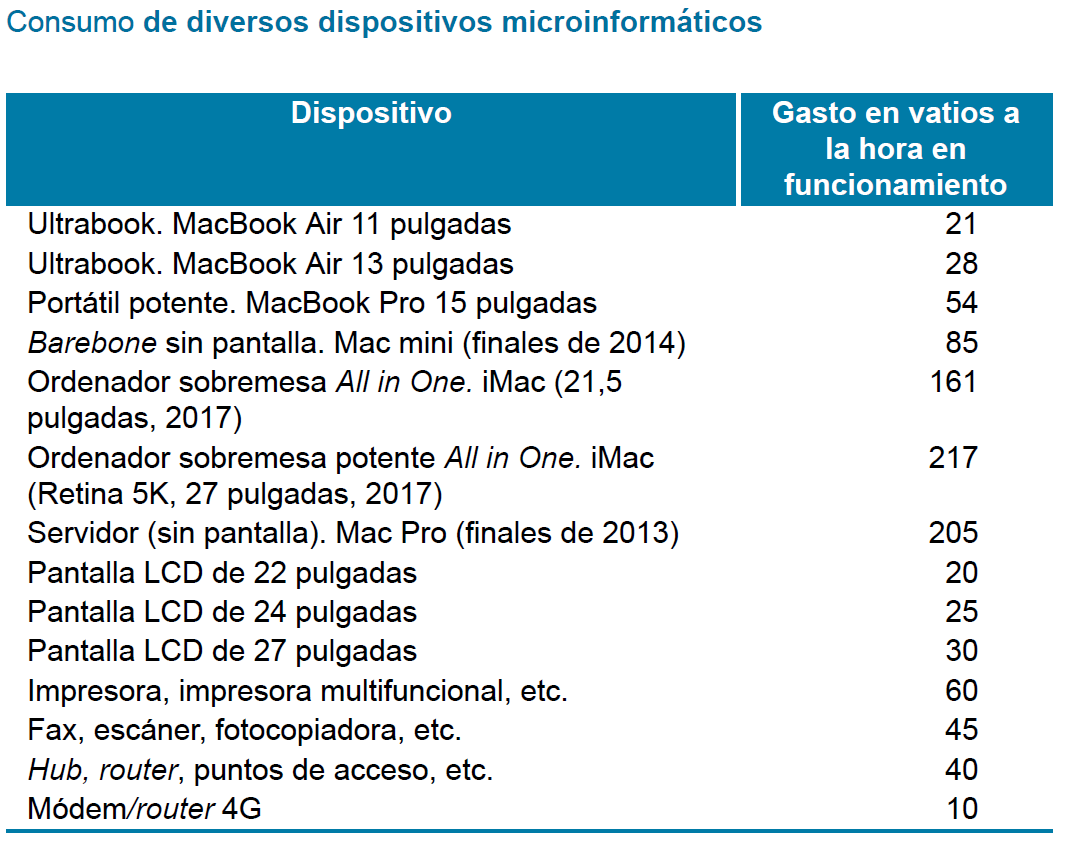 Consumo de diversos dispositivos microinformáticos
Dispositivo
Gasto en vatios a
la hora en
funcionamiento
Ultrabook. MacBook Air 11 pulgadas 21
Ultrabook. MacBook Air 13 pulgadas 28
Portátil potente. MacBook Pro 15 pulgadas 54
Barebone sin pantalla. Mac mini (finales de 2014) 85
Ordenador sobremesa All in One. iMac (21,5 161
pulgadas, 2017)
Ordenador sobremesa potente All in One. iMac 217
(Retina 5K, 27 pulgadas, 2017)
Servidor (sin pantalla). Mac Pro (finales de 2013) 205
Pantalla LCD de 22 pulgadas 20
Pantalla LCD de 24 pulgadas 25
Pantalla LCD de 27 pulgadas 30
Impresora, impresora multifuncional, etc. 60
Fax, escáner, fotocopiadora, etc. 45
Hub, router, puntos de acceso, etc. 40
Módem/router 4G 10